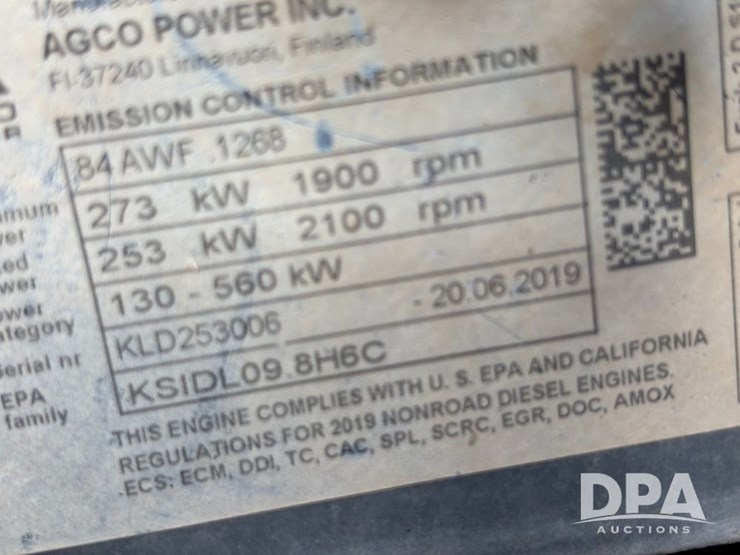 AGCO POWER INC.
FI-37240 Linnavuori, Finland
EMISSION CONTROL INFORMATION
84 AWF .1268
273 kW 1900 rpm
253 kW 2100 rpm
130 - 560 kW
KLD253006 - 20.06.2019
KSIDL09.8H6C
category
serial nr
EPA
family
THIS ENGINE COMPLIES WITH U. S. EPA AND CALIFORNIA
REGULATIONS FOR 2019 NONROAD DIESEL ENGINES.
.ECS: ECM, DDI, TC, CAC, SPL, SCRC, EGR, DOC, AMOX
DPA
AUCTIONS